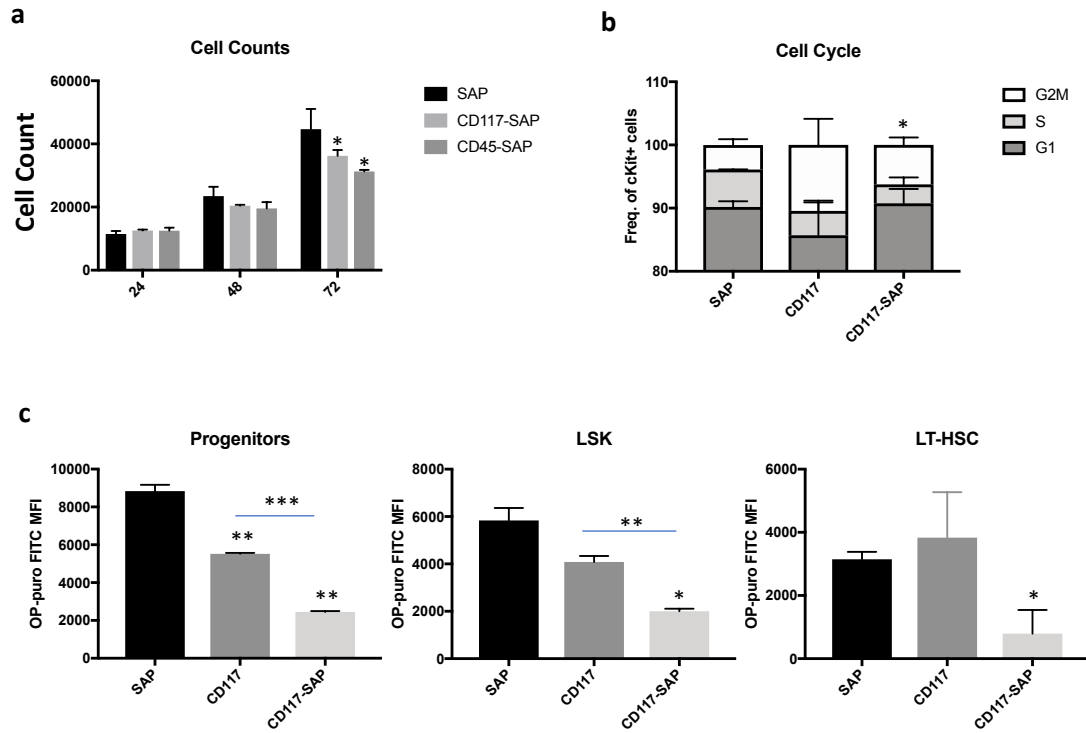 a
Cell Counts
60000
40000
20000
0
Cell Count
* *
24 48 72
SAP
CD117-SAP
CD45-SAP
b
Cell Cycle
110
100
90
80
Freq. of cKit+ cells
*
SAP CD117 CD117-SAP
G2M
S
G1
c
Progenitors
10000
8000
6000
4000
2000
0
OP-puro FITC MFI
***
**
**
SAP CD117 CD117-SAP
LSK
8000
6000
4000
2000
0
OP-puro FITC MFI
**
*
SAP CD117 CD117-SAP
LT-HSC
6000
4000
2000
0
OP-puro FITC MFI
*
SAP CD117 CD117-SAP